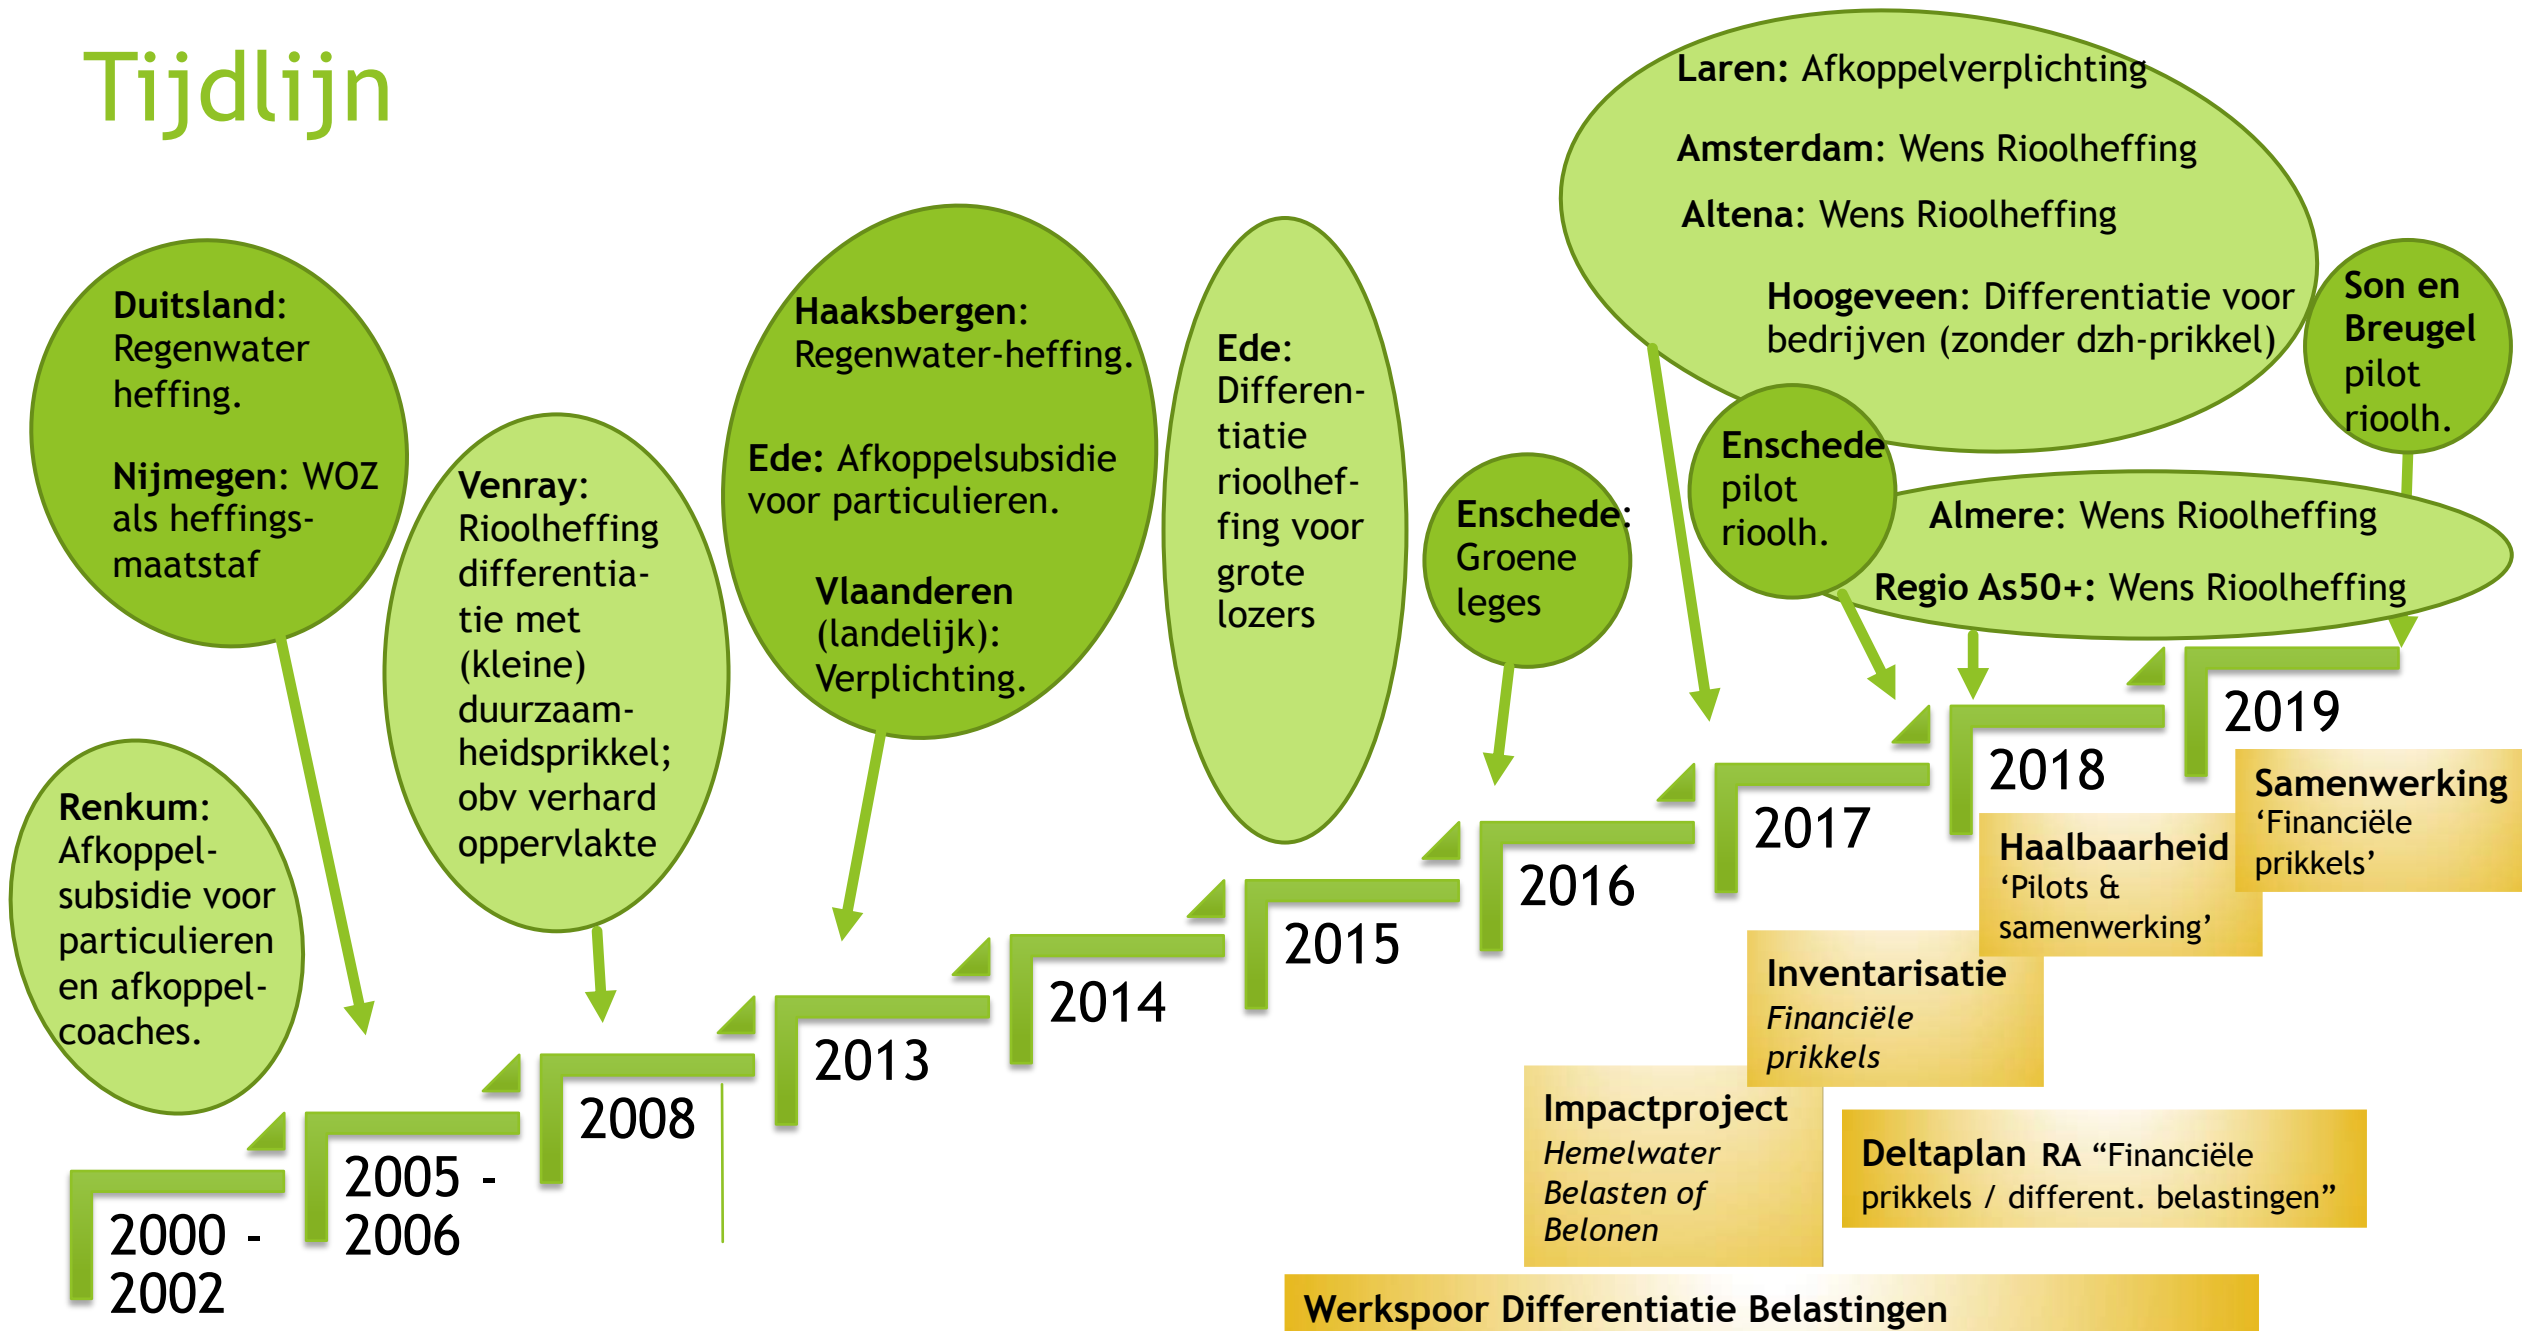 Tijdlijn
Renkum:
Afkoppel-
subsidie voor
particulieren
en afkoppel-
coaches.
Duitsland:
Regenwater
heffing.
Nijmegen: WOZ
als heffings-
maatstaf
Venray:
Rioolheffing
differentia-
tie met
(kleine)
duurzaam-
heidsprikkel;
obv verhard
oppervlakte
Haaksbergen:
Regenwater-heffing.
Ede: Afkoppelsubsidie
voor particulieren.
Vlaanderen
(landelijk):
Verplichting.
Ede:
Differen-
tiatie
rioolhef-
fing voor
grote
lozers
Enschede:
Groene
leges
Laren: Afkoppelverplichting
Amsterdam: Wens Rioolheffing
Altena: Wens Rioolheffing
Hoogeveen: Differentiatie voor
bedrijven (zonder dzh-prikkel)
Enschede
pilot
rioolh.
Almere: Wens Rioolheffing
Regio As50+: Wens Rioolheffing
Son en
Breugel
pilot
rioolh.
2000 -
2002
2005 -
2006
2008
2013
2014
2015
2016
2017
2018
2019
Samenwerking
‘Financiële
prikkels’
Haalbaarheid
‘Pilots &
samenwerking’
Inventarisatie
Financiële
prikkels
Impactproject
Hemelwater
Belasten of
Belonen
Deltaplan RA “Financiële
prikkels / different. belastingen”
Werkspoor Differentiatie Belastingen